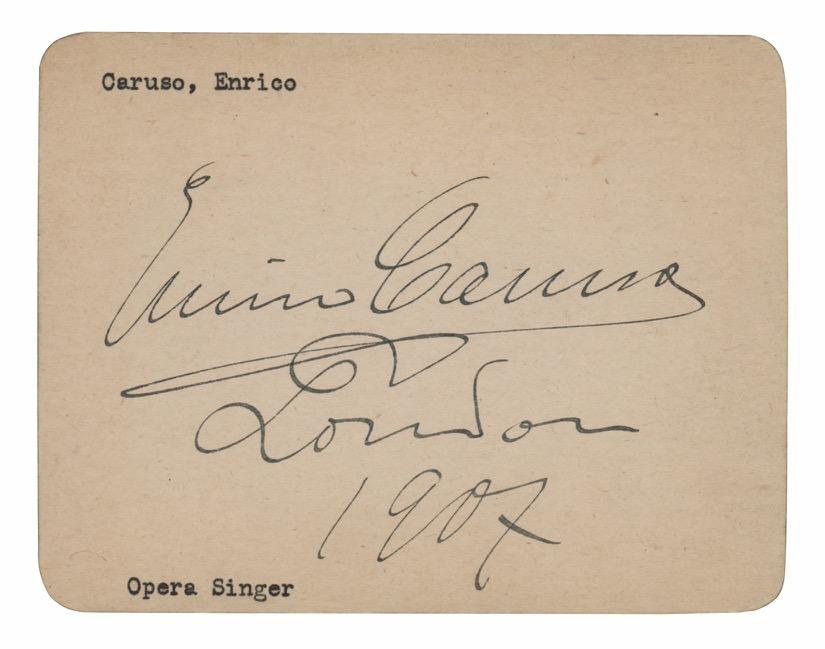 Caruso, Enrico
Enrico Caruso
London
1907
Opera Singer